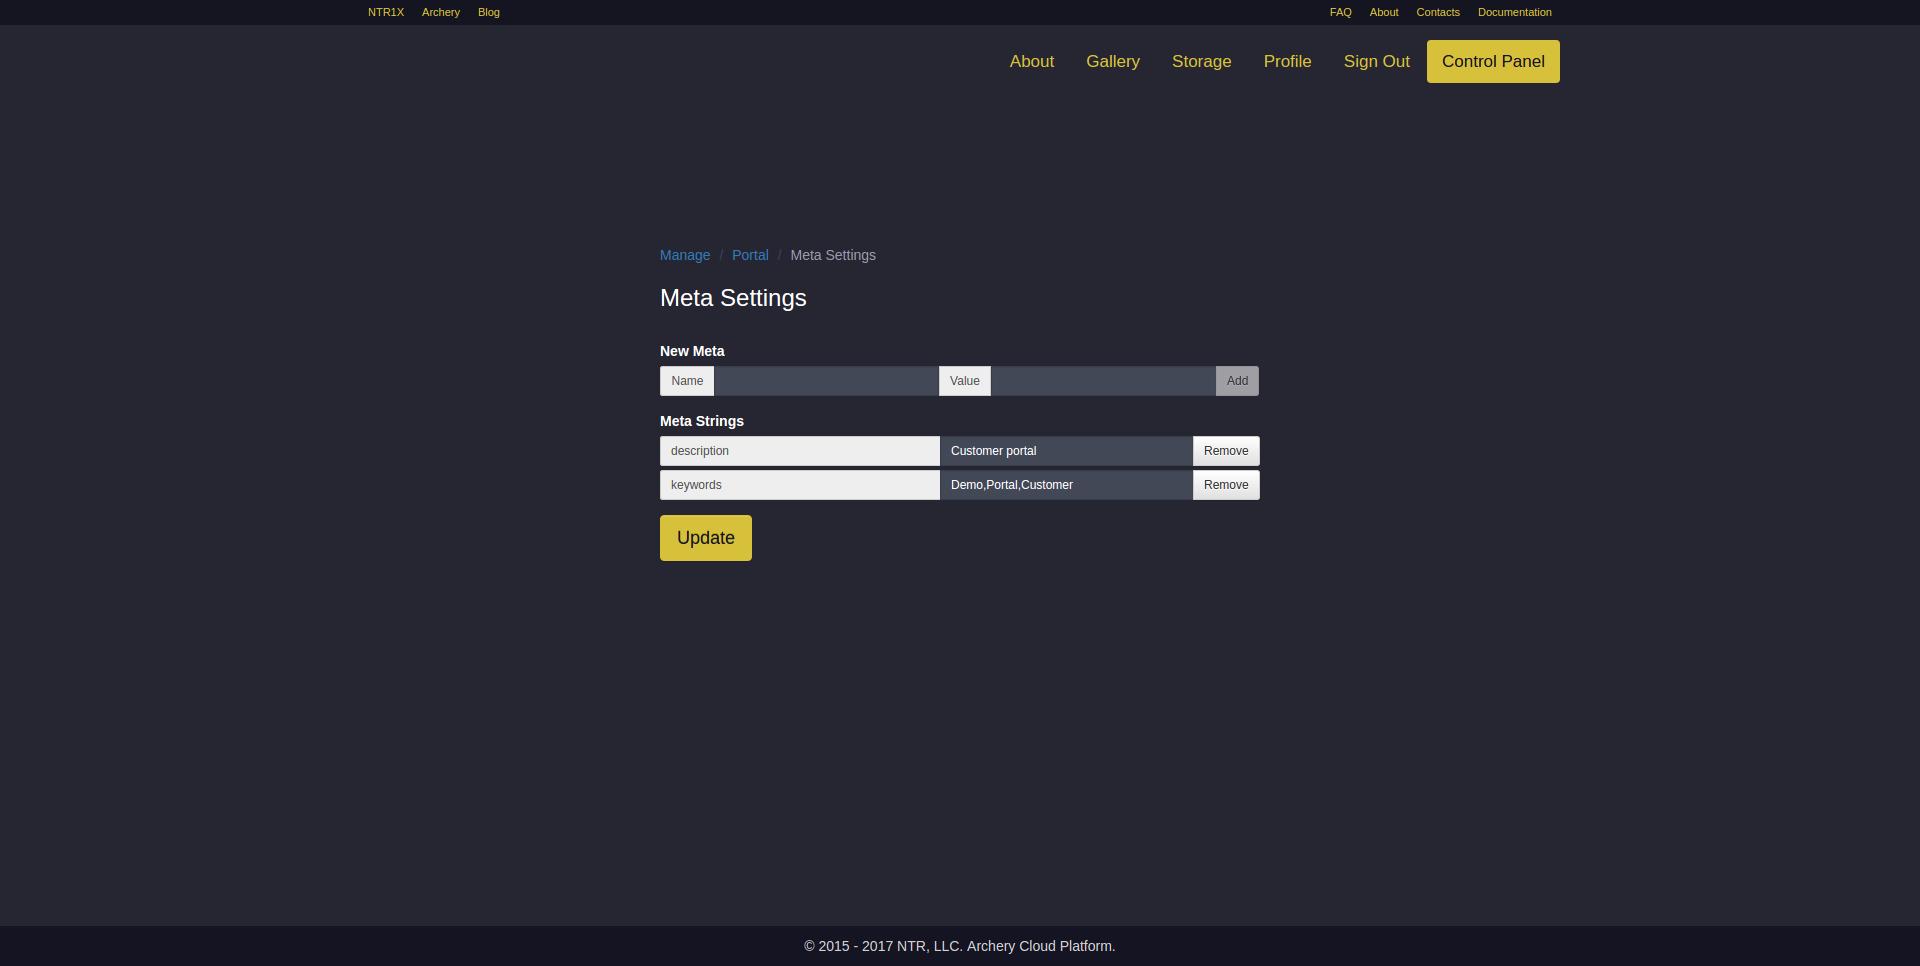 NTR1X Archery Blog FAQ About Contacts Documentation
About Gallery Storage Profile Sign Out Control Panel
Manage / Portal / Meta Settings
Meta Settings
New Meta
Name Value Add
Meta Strings
description Customer portal Remove
keywords Demo,Portal,Customer Remove
Update
© 2015 - 2017 NTR, LLC. Archery Cloud Platform.